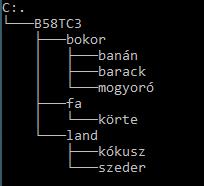 C:.
└───B58TC3
    ├───bokor
    │   ├───banán
    │   ├───barack
    │   └───mogyoró
    ├───fa
    │   └───körte
    └───land
        ├───kókusz
        └───szeder